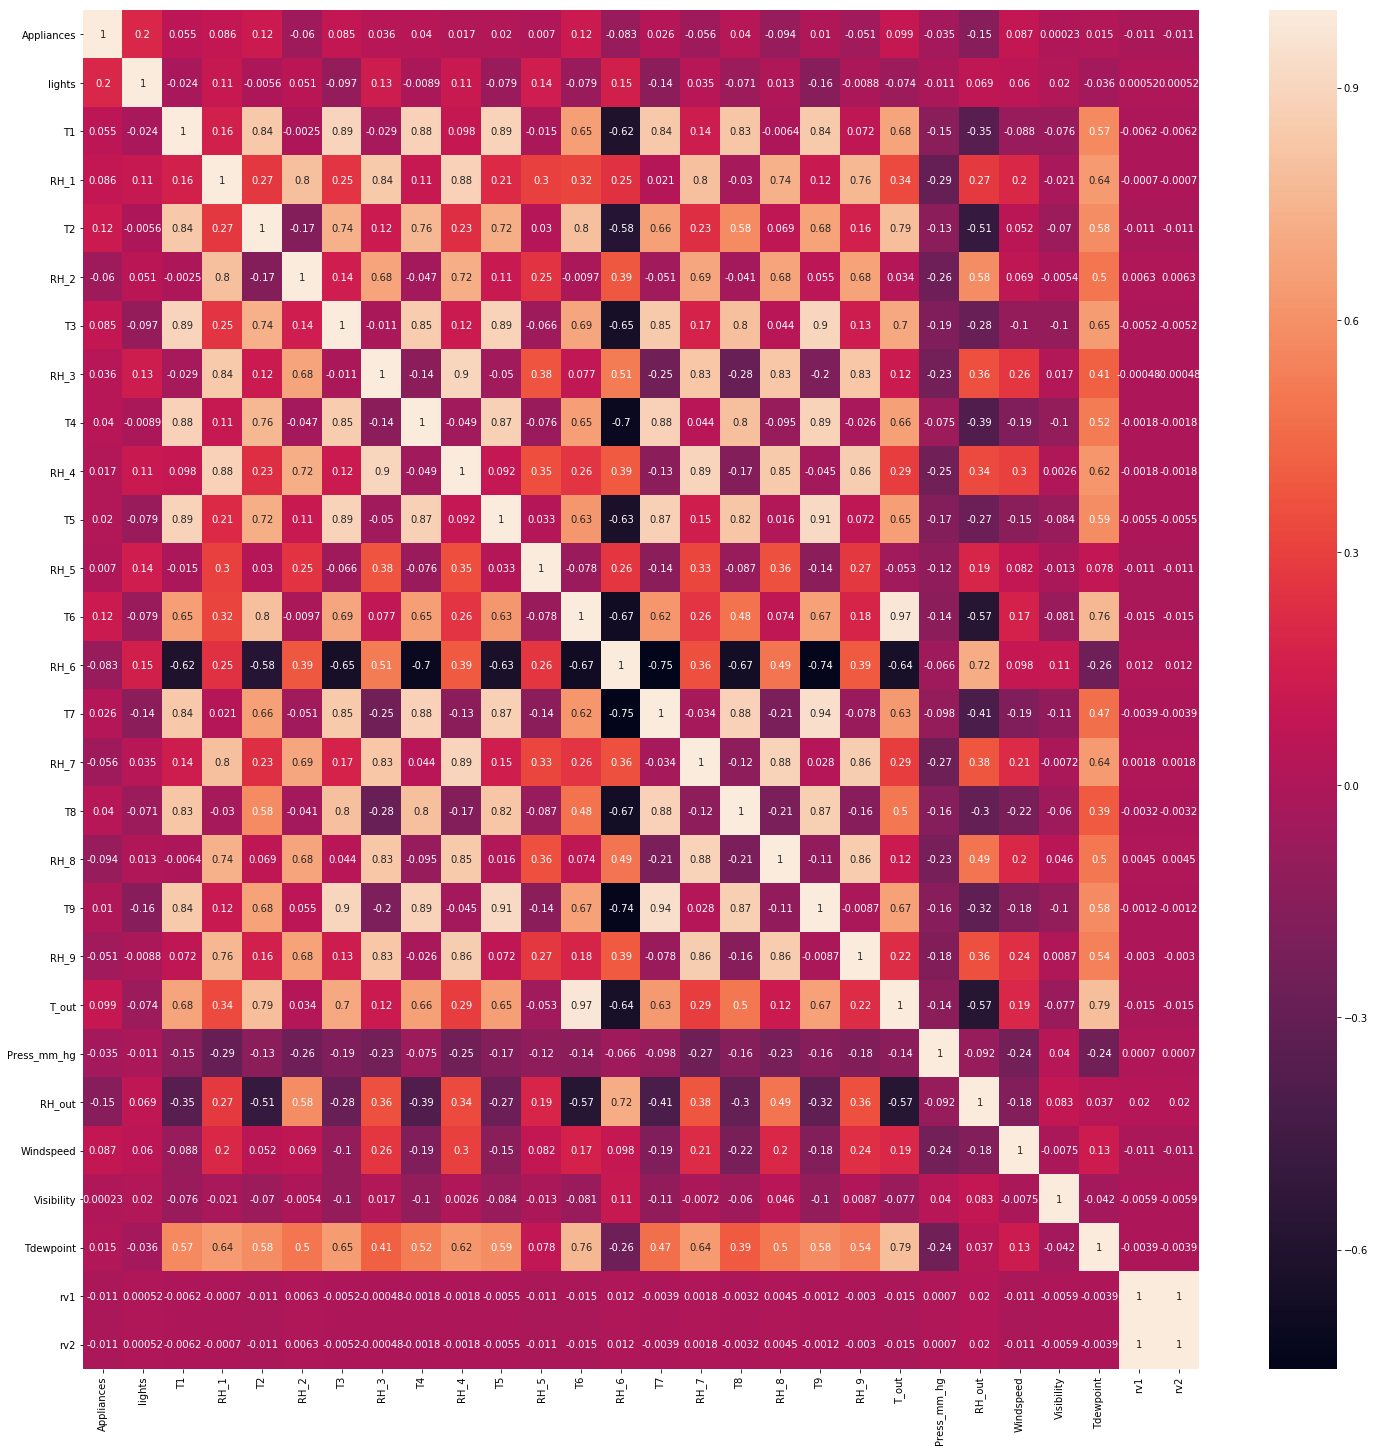 Appliances 1 0.2 0.055 0.086 0.12 -0.06 0.085 0.036 0.04 0.017 0.02 0.007 0.12 -0.083 0.026 -0.056 0.04 -0.094 0.01 -0.051 0.099 -0.035 -0.15 0.087 0.00023 0.015 -0.011 -0.011
lights 0.2 1 -0.024 0.11 -0.0056 0.051 -0.097 0.13 -0.0089 0.11 -0.079 0.14 -0.079 0.15 -0.14 0.035 -0.071 0.013 -0.16 -0.0088 -0.074 -0.011 0.069 0.06 0.02 -0.036 0.00052 0.00052
0.9
T1 0.055 -0.024 1 0.16 0.84 -0.0025 0.89 -0.029 0.88 0.098 0.89 -0.015 0.65 -0.62 0.84 0.14 0.83 -0.0064 0.84 0.072 0.68 -0.15 -0.35 -0.088 -0.076 0.57 -0.0062 -0.0062
RH_1 0.086 0.11 0.16 1 0.27 0.8 0.25 0.84 0.11 0.88 0.21 0.3 0.32 0.25 0.021 0.8 -0.03 0.74 0.12 0.76 0.34 -0.29 0.27 0.2 -0.021 0.64 -0.0007 -0.0007
T2 0.12 -0.0056 0.84 0.27 1 -0.17 0.74 0.12 0.76 0.23 0.72 0.03 0.8 -0.58 0.66 0.23 0.58 0.069 0.68 0.16 0.79 -0.13 -0.51 0.052 -0.07 0.58 -0.011 -0.011
RH_2 -0.06 0.051 -0.0025 0.8 -0.17 1 0.14 0.68 -0.047 0.72 0.11 0.25 -0.0097 0.39 -0.051 0.69 -0.041 0.68 0.055 0.68 0.034 -0.26 0.58 0.069 -0.0054 0.5 0.0063 0.0063
T3 0.085 -0.097 0.89 0.25 0.74 0.14 1 -0.011 0.85 0.12 0.89 -0.066 0.69 -0.65 0.85 0.17 0.8 0.044 0.9 0.13 0.7 -0.19 -0.28 -0.1 -0.1 0.65 -0.0052 -0.0052
0.6
RH_3 0.036 0.13 -0.029 0.84 0.12 0.68 -0.011 1 -0.14 0.9 -0.05 0.38 0.077 0.51 -0.25 0.83 -0.28 0.83 -0.2 0.83 0.12 -0.23 0.36 0.26 0.017 0.41 -0.00048 -0.00048
T4 0.04 -0.0089 0.88 0.11 0.76 -0.047 0.85 -0.14 1 -0.049 0.87 -0.076 0.65 -0.7 0.88 0.044 0.8 -0.095 0.89 -0.026 0.66 -0.075 -0.39 -0.19 -0.1 0.52 -0.0018 -0.0018
RH_4 0.017 0.11 0.098 0.88 0.23 0.72 0.12 0.9 -0.049 1 0.092 0.35 0.26 0.39 -0.13 0.89 -0.17 0.85 -0.045 0.86 0.29 -0.25 0.34 0.3 0.0026 0.62 -0.0018 -0.0018
T5 0.02 -0.079 0.89 0.21 0.72 0.11 0.89 -0.05 0.87 0.092 1 0.033 0.63 -0.63 0.87 0.15 0.82 0.016 0.91 0.072 0.65 -0.17 -0.27 -0.15 -0.084 0.59 -0.0055 -0.0055
0.3
RH_5 0.007 0.14 -0.015 0.3 0.03 0.25 -0.066 0.38 -0.076 0.35 0.033 1 -0.078 0.26 -0.14 0.33 -0.087 0.36 -0.14 0.27 -0.053 -0.12 0.19 0.082 -0.013 0.078 -0.011 -0.011
T6 0.12 -0.079 0.65 0.32 0.8 -0.0097 0.69 0.077 0.65 0.26 0.63 -0.078 1 -0.67 0.62 0.26 0.48 0.074 0.67 0.18 0.97 -0.14 -0.57 0.17 -0.081 0.76 -0.015 -0.015
RH_6 -0.083 0.15 -0.62 0.25 -0.58 0.39 -0.65 0.51 -0.7 0.39 -0.63 0.26 -0.67 1 -0.75 0.36 -0.67 0.49 -0.74 0.39 -0.64 -0.066 0.72 0.098 0.11 -0.26 0.012 0.012
T7 0.026 -0.14 0.84 0.021 0.66 -0.051 0.85 -0.25 0.88 -0.13 0.87 -0.14 0.62 -0.75 1 -0.034 0.88 -0.21 0.94 -0.078 0.63 -0.098 -0.41 -0.19 -0.11 0.47 -0.0039 -0.0039
RH_7 -0.056 0.035 0.14 0.8 0.23 0.69 0.17 0.83 0.044 0.89 0.15 0.33 0.26 0.36 -0.034 1 -0.12 0.88 0.028 0.86 0.29 -0.27 0.38 0.21 -0.0072 0.64 0.0018 0.0018
0.0
T8 0.04 -0.071 0.83 -0.03 0.58 -0.041 0.8 -0.28 0.8 -0.17 0.82 -0.087 0.48 -0.67 0.88 -0.12 1 -0.21 0.87 -0.16 0.5 -0.16 -0.3 -0.22 -0.06 0.39 -0.0032 -0.0032
RH_8 -0.094 0.013 -0.0064 0.74 0.069 0.68 0.044 0.83 -0.095 0.85 0.016 0.36 0.074 0.49 -0.21 0.88 -0.21 1 -0.11 0.86 0.12 -0.23 0.49 0.2 0.046 0.5 0.0045 0.0045
T9 0.01 -0.16 0.84 0.12 0.68 0.055 0.9 -0.2 0.89 -0.045 0.91 -0.14 0.67 -0.74 0.94 0.028 0.87 -0.11 1 -0.0087 0.67 -0.16 -0.32 -0.18 -0.1 0.58 -0.0012 -0.0012
RH_9 -0.051 -0.0088 0.072 0.76 0.16 0.68 0.13 0.83 -0.026 0.86 0.072 0.27 0.18 0.39 -0.078 0.86 -0.16 0.86 -0.0087 1 0.22 -0.18 0.36 0.24 0.0087 0.54 -0.003 -0.003
T_out 0.099 -0.074 0.68 0.34 0.79 0.034 0.7 0.12 0.66 0.29 0.65 -0.053 0.97 -0.64 0.63 0.29 0.5 0.12 0.67 0.22 1 -0.14 -0.57 0.19 -0.077 0.79 -0.015 -0.015
−0.3
Press_mm_hg -0.035 -0.011 -0.15 -0.29 -0.13 -0.26 -0.19 -0.23 -0.075 -0.25 -0.17 -0.12 -0.14 -0.066 -0.098 -0.27 -0.16 -0.23 -0.16 -0.18 -0.14 1 -0.092 -0.24 0.04 -0.24 0.0007 0.0007
RH_out -0.15 0.069 -0.35 0.27 -0.51 0.58 -0.28 0.36 -0.39 0.34 -0.27 0.19 -0.57 0.72 -0.41 0.38 -0.3 0.49 -0.32 0.36 -0.57 -0.092 1 -0.18 0.083 0.037 0.02 0.02
Windspeed 0.087 0.06 -0.088 0.2 0.052 0.069 -0.1 0.26 -0.19 0.3 -0.15 0.082 0.17 0.098 -0.19 0.21 -0.22 0.2 -0.18 0.24 0.19 -0.24 -0.18 1 -0.0075 0.13 -0.011 -0.011
Visibility 0.00023 0.02 -0.076 -0.021 -0.07 -0.0054 -0.1 0.017 -0.1 0.0026 -0.084 -0.013 -0.081 0.11 -0.11 -0.0072 -0.06 0.046 -0.1 0.0087 -0.077 0.04 0.083 -0.0075 1 -0.042 -0.0059 -0.0059
Tdewpoint 0.015 -0.036 0.57 0.64 0.58 0.5 0.65 0.41 0.52 0.62 0.59 0.078 0.76 -0.26 0.47 0.64 0.39 0.5 0.58 0.54 0.79 -0.24 0.037 0.13 -0.042 1 -0.0039 -0.0039
−0.6
rv1 -0.011 0.00052 -0.0062 -0.0007 -0.011 0.0063 -0.0052 -0.00048 -0.0018 -0.0018 -0.0055 -0.011 -0.015 0.012 -0.0039 0.0018 -0.0032 0.0045 -0.0012 -0.003 -0.015 0.0007 0.02 -0.011 -0.0059 -0.0039 1 1
rv2 -0.011 0.00052 -0.0062 -0.0007 -0.011 0.0063 -0.0052 -0.00048 -0.0018 -0.0018 -0.0055 -0.011 -0.015 0.012 -0.0039 0.0018 -0.0032 0.0045 -0.0012 -0.003 -0.015 0.0007 0.02 -0.011 -0.0059 -0.0039 1 1
Appliances lights T1 RH_1 T2 RH_2 T3 RH_3 T4 RH_4 T5 RH_5 T6 RH_6 T7 RH_7 T8 RH_8 T9 RH_9 T_out Press_mm_hg RH_out Windspeed Visibility Tdewpoint rv1 rv2